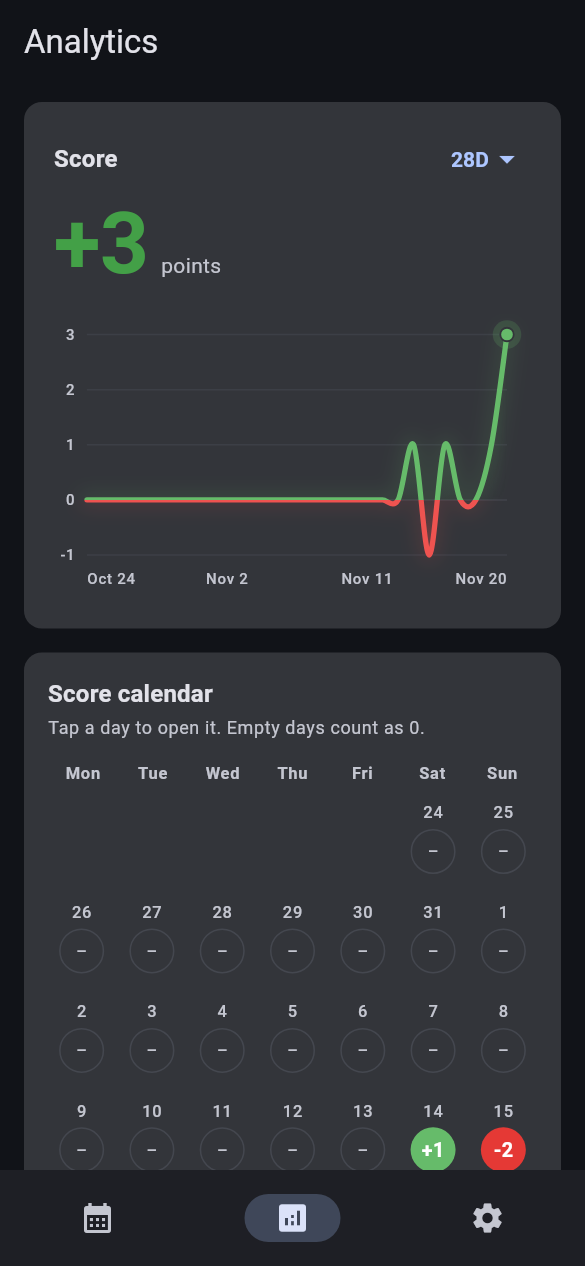 Analytics
Score
28D
+3 points
3
2
1
0
-1
Oct 24 Nov 2 Nov 11 Nov 20
Score calendar
Tap a day to open it. Empty days count as 0.
Mon Tue Wed Thu Fri Sat Sun
24 25
– –
26 27 28 29 30 31 1
– – – – – – –
2 3 4 5 6 7 8
– – – – – – –
9 10 11 12 13 14 15
– – – – – +1 -2